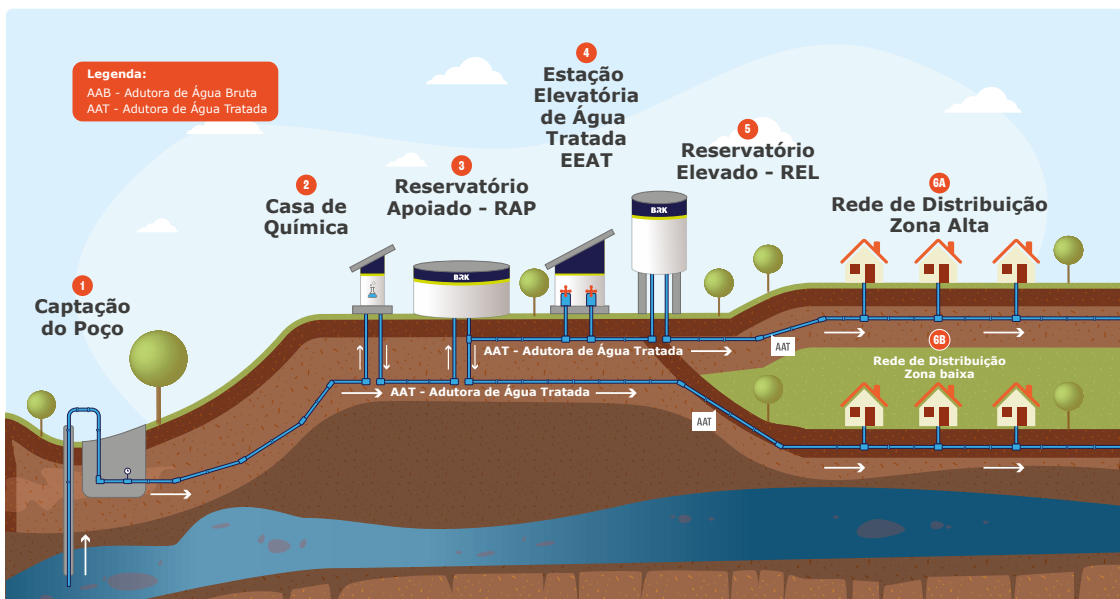 Legenda:
AAB - Adutora de Água Bruta
AAT - Adutora de Água Tratada
1
Captação
do Poço
2
Casa de
Química
3
Reservatório
Apoiado - RAP
4
Estação
Elevatória
de Água
Tratada
EEAT
5
Reservatório
Elevado - REL
6A
Rede de Distribuição
Zona Alta
BRK
BRK
AAT - Adutora de Água Tratada
AAT
6B
Rede de Distribuição
Zona baixa
AAT - Adutora de Água Tratada
AAT